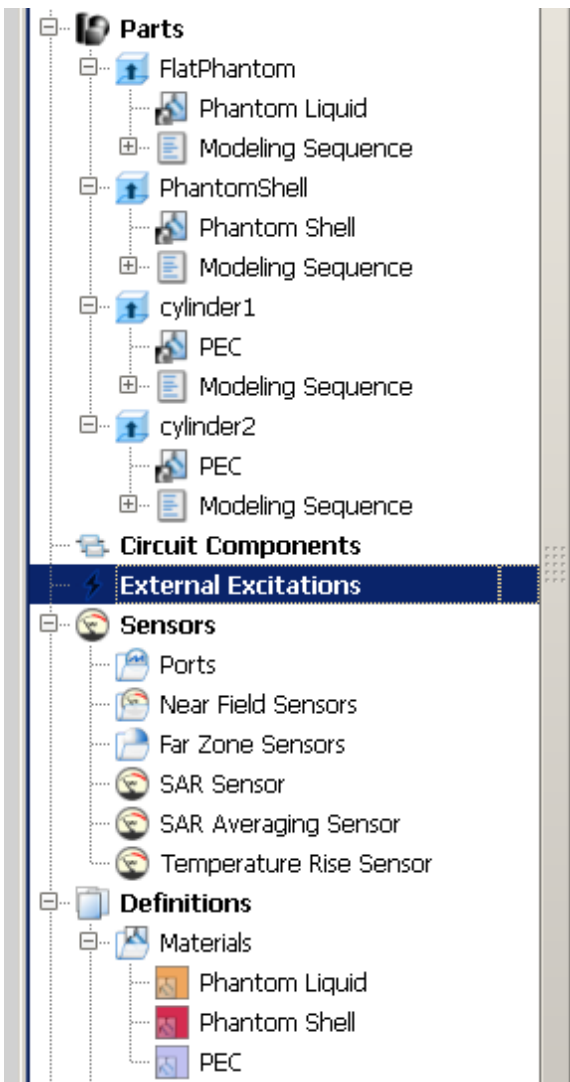 Parts
FlatPhantom
Phantom Liquid
Modeling Sequence
PhantomShell
Phantom Shell
Modeling Sequence
cylinder1
PEC
Modeling Sequence
cylinder2
PEC
Modeling Sequence
Circuit Components
External Excitations
Sensors
Ports
Near Field Sensors
Far Zone Sensors
SAR Sensor
SAR Averaging Sensor
Temperature Rise Sensor
Definitions
Materials
Phantom Liquid
Phantom Shell
PEC